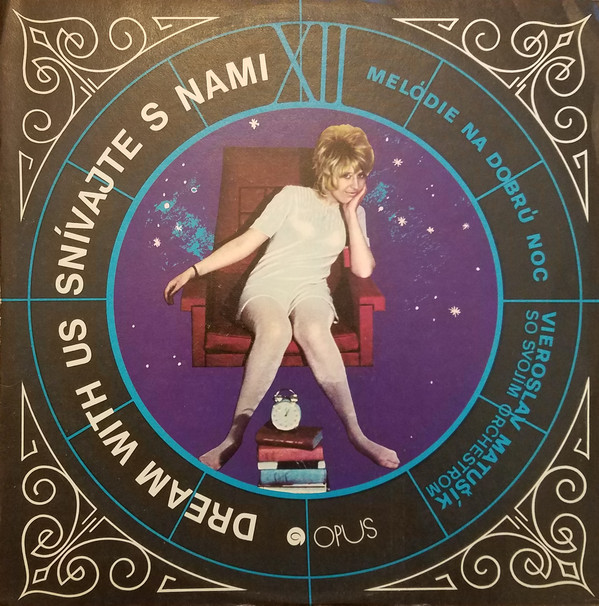 DREAM WITH US SNÍVAJTE S NAMI
XII
MELÓDIE NA DOBRÚ NOC
VIEROSLAV MATUŠÍK
SO SVOJIM ORCHESTROM
OPUS